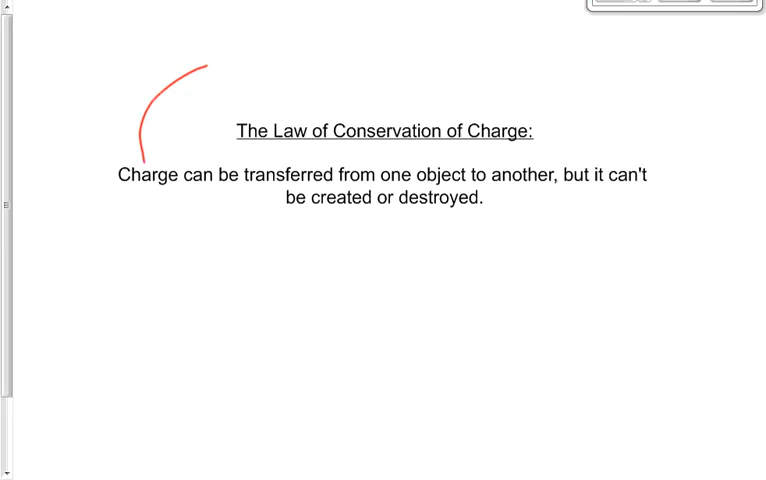 The Law of Conservation of Charge:
Charge can be transferred from one object to another, but it can't
be created or destroyed.